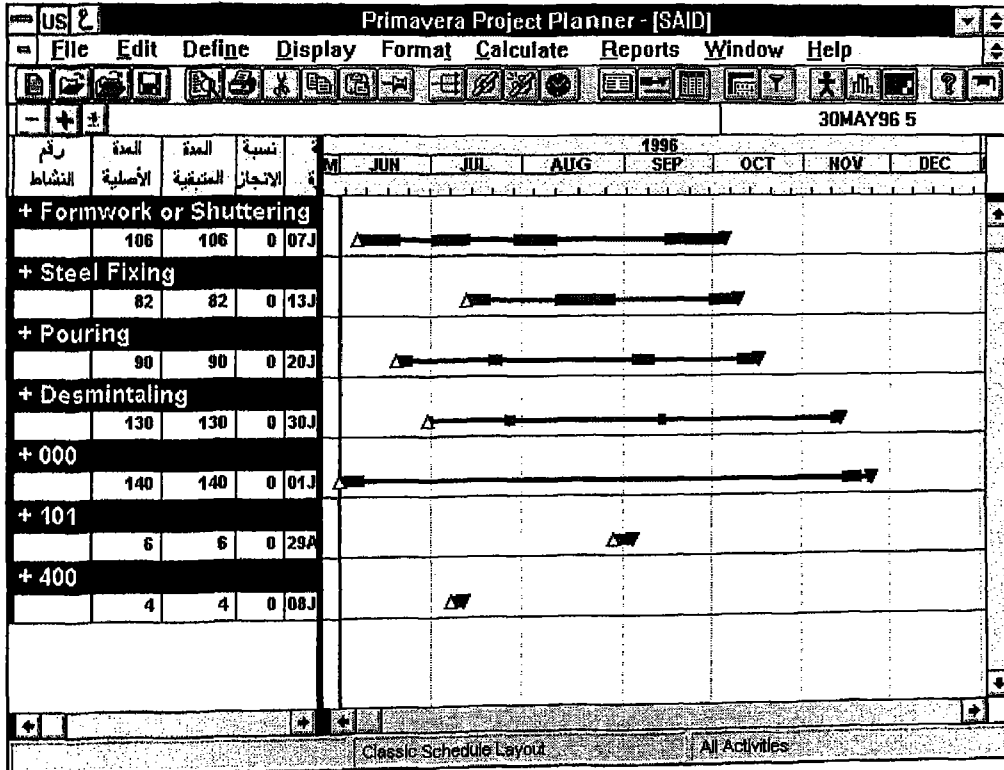 US ع Primavera Project Planner - [SAID]
File Edit Define Display Format Calculate Reports Window Help
30MAY96 5
رقم النشاط
المدة الأصلية
المدة المتبقية
نسبة الانجاز
1996
M JUN JUL AUG SEP OCT NOV DEC
+ Formwork or Shuttering
106 106 0 07J
+ Steel Fixing
82 82 0 13J
+ Pouring
90 90 0 20J
+ Desmintaling
130 130 0 30J
+ 000
140 140 0 01J
+ 101
6 6 0 29A
+ 400
4 4 0 08J
Classic Schedule Layout All Activities